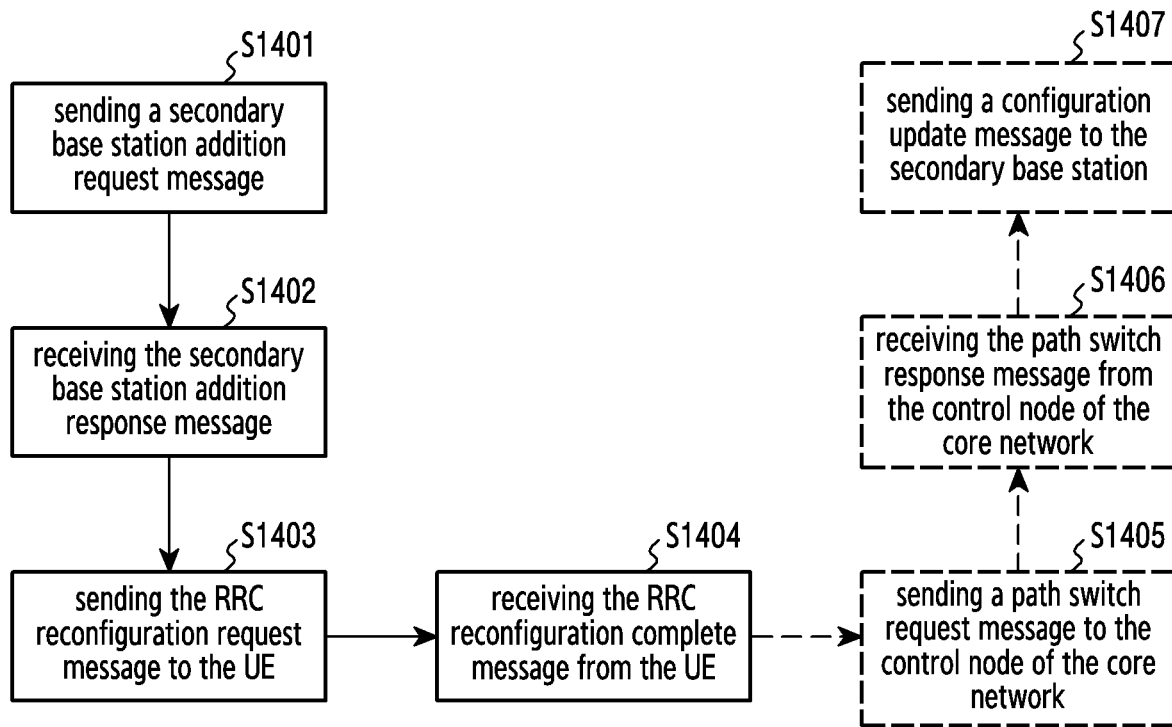 S1401
sending a secondary
base station addition
request message
S1402
receiving the secondary
base station addition
response message
S1403
sending the RRC
reconfiguration request
message to the UE
S1404
receiving the RRC
reconfiguration complete
message from the UE
S1405
sending a path switch
request message to the
control node of the core
network
S1406
receiving the path switch
response message from
the control node of the
core network
S1407
sending a configuration
update message to the
secondary base station